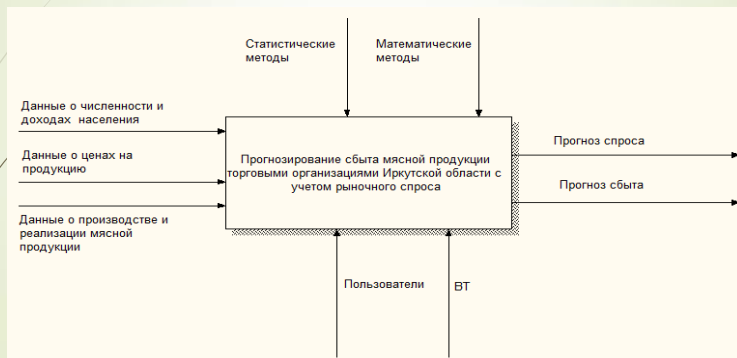 Статистические
методы
Математические
методы
Данные о численности и
доходах населения
Данные о ценах на
продукцию
Данные о производстве и
реализации мясной
продукции
Прогнозирование сбыта мясной продукции
торговыми организациями Иркутской области с
учетом рыночного спроса
Прогноз спроса
Прогноз сбыта
Пользователи
ВТ